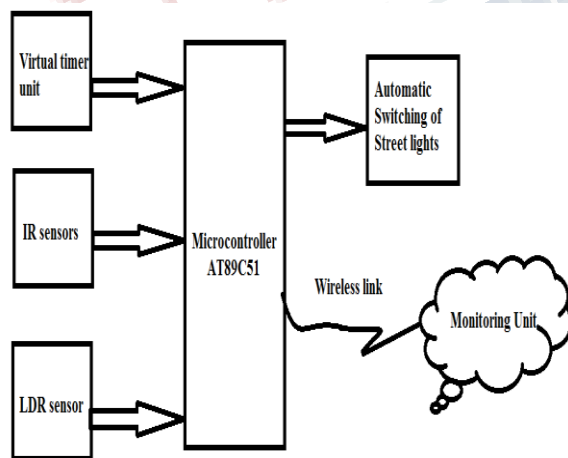 Virtual timer
unit
IR sensors
LDR sensor
Microcontroller
AT89C51
Automatic
Switching of
Street lights
Wireless link
Monitoring Unit